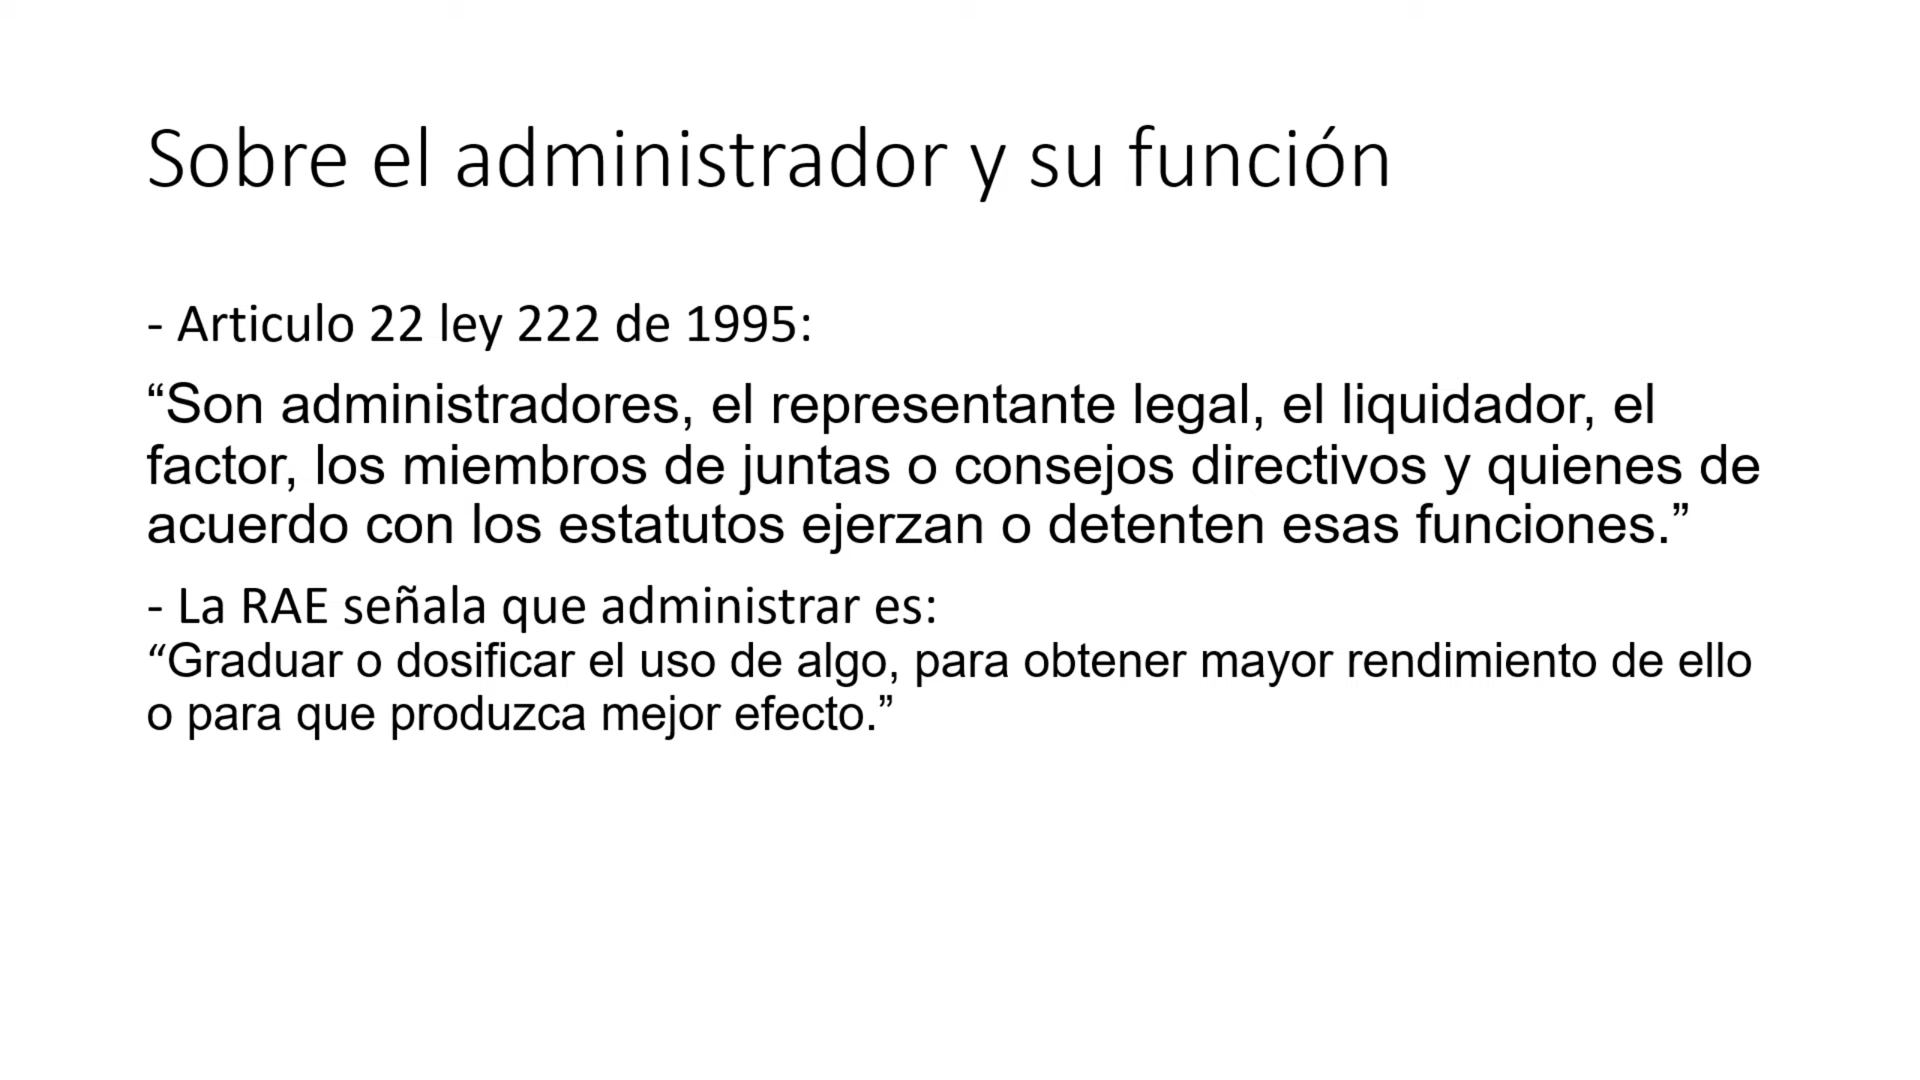 Sobre el administrador y su función
- Articulo 22 ley 222 de 1995:
“Son administradores, el representante legal, el liquidador, el
factor, los miembros de juntas o consejos directivos y quienes de
acuerdo con los estatutos ejerzan o detenten esas funciones.”
- La RAE señala que administrar es:
“Graduar o dosificar el uso de algo, para obtener mayor rendimiento de ello
o para que produzca mejor efecto.”